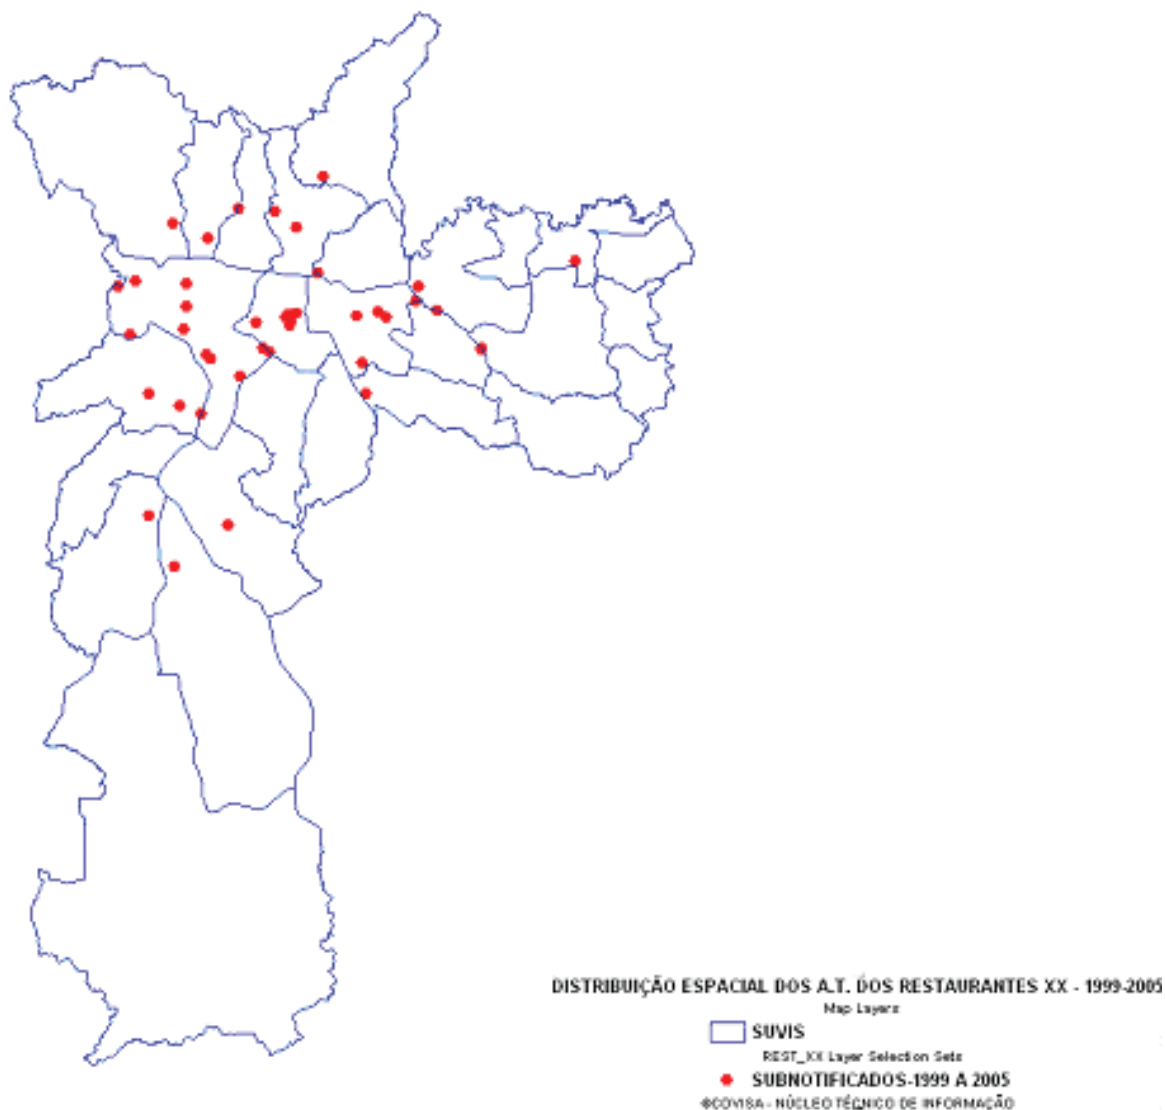 DISTRIBUIÇÃO ESPACIAL DOS A.T. DOS RESTAURANTES XX - 1999-2005
Map Layers
SUVIS
REST_XX Layer Selection Sets
SUBNOTIFICADOS-1999 A 2005
©COVISA - NÚCLEO TÉCNICO DE INFORMAÇÃO